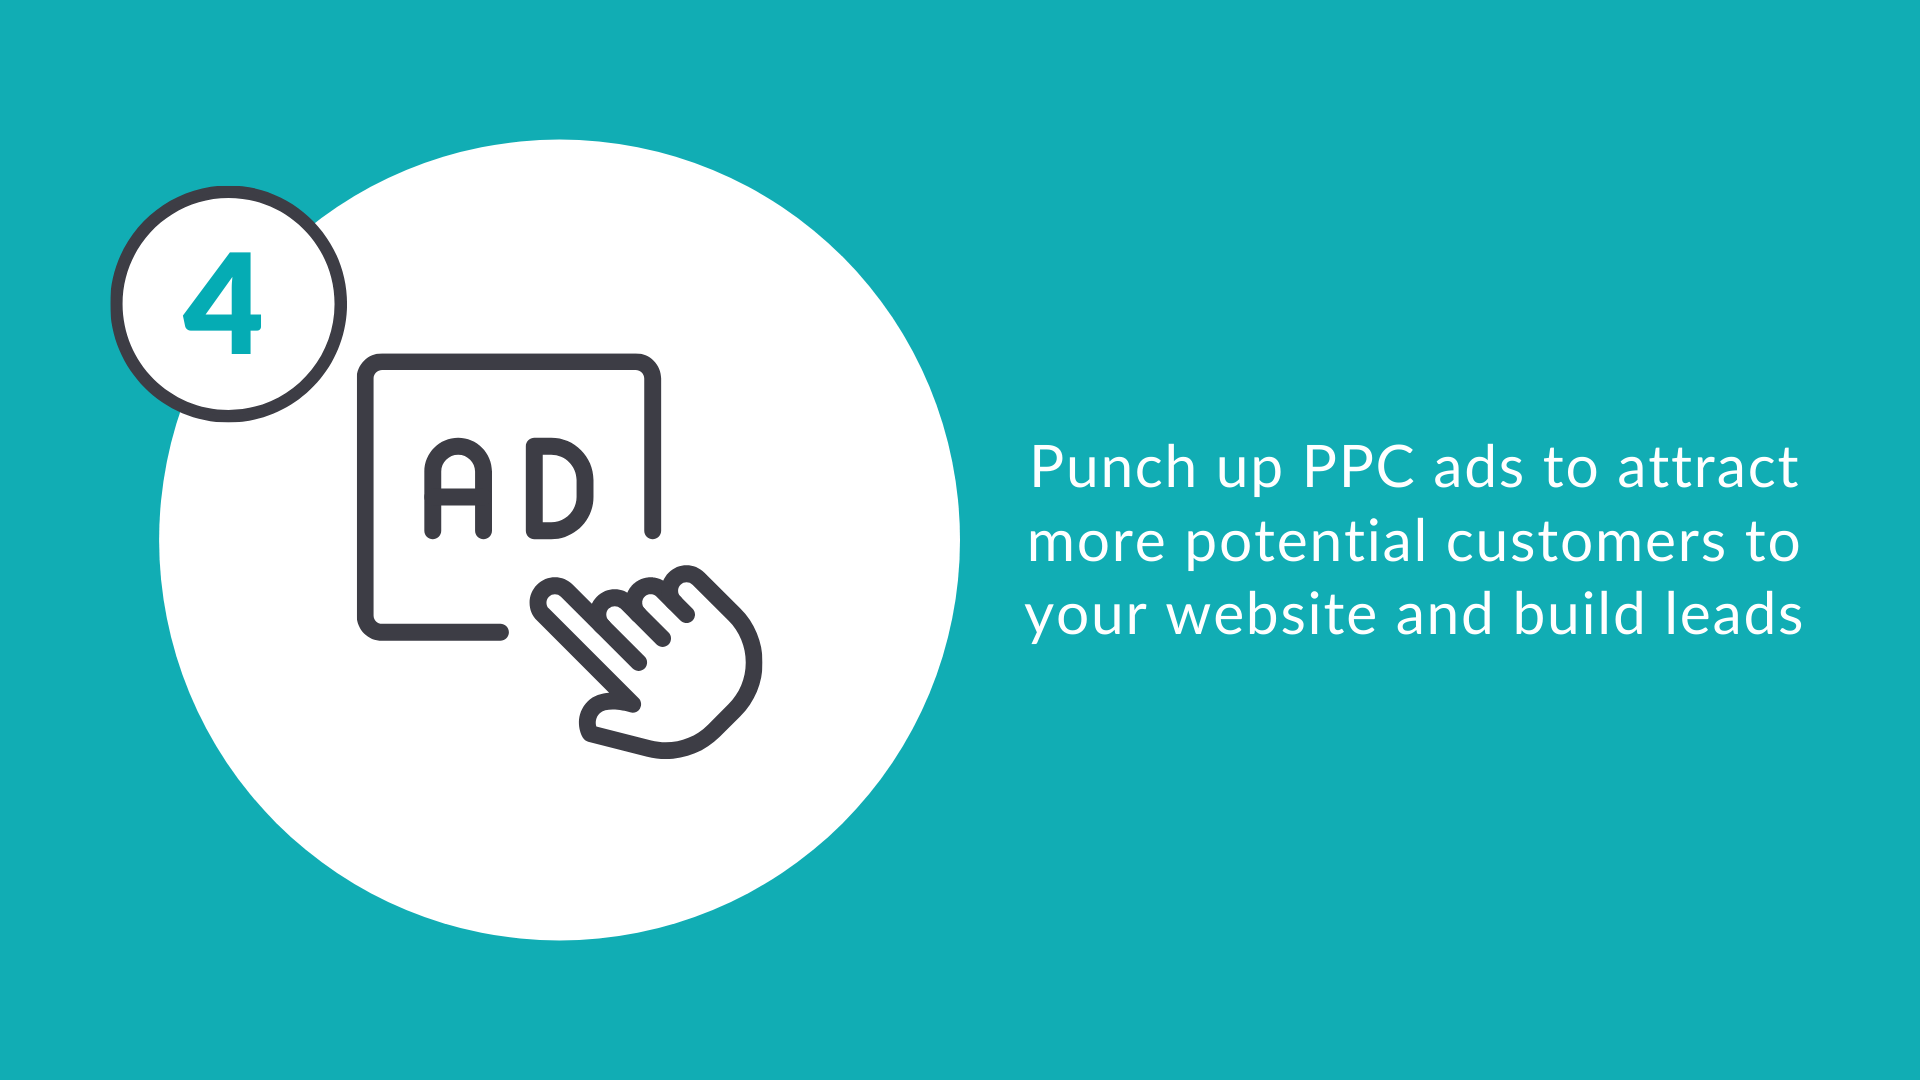 4
AD
Punch up PPC ads to attract
more potential customers to
your website and build leads